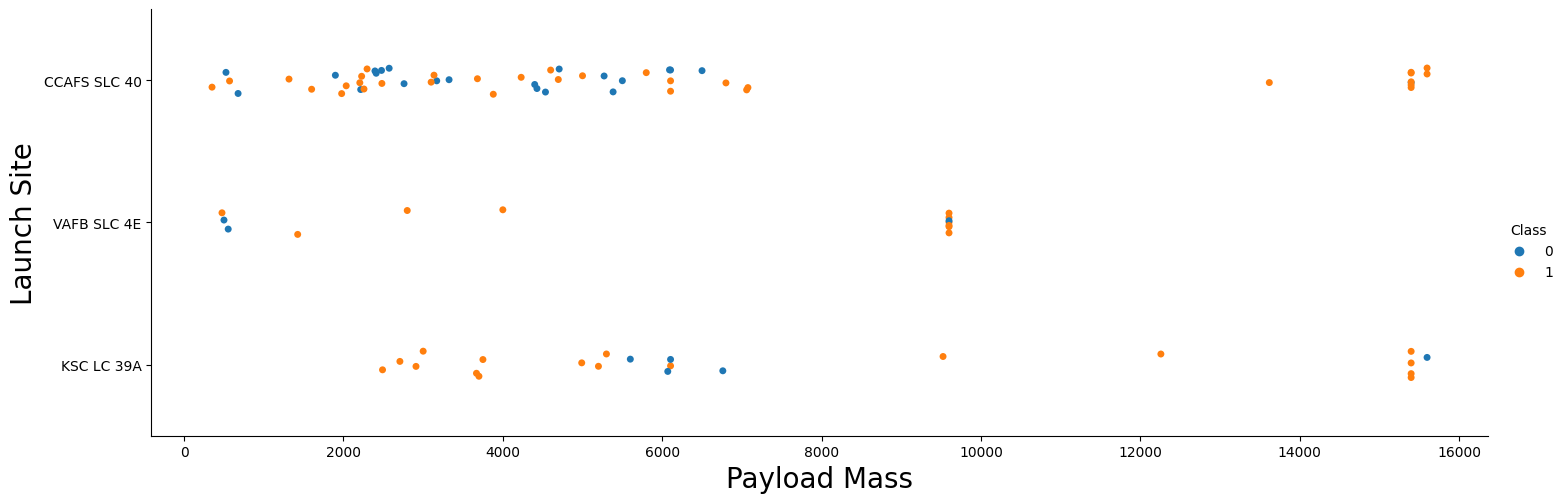 CCAFS SLC 40
VAFB SLC 4E
KSC LC 39A
Launch Site
0 2000 4000 6000 8000 10000 12000 14000 16000
Payload Mass
Class
0
1